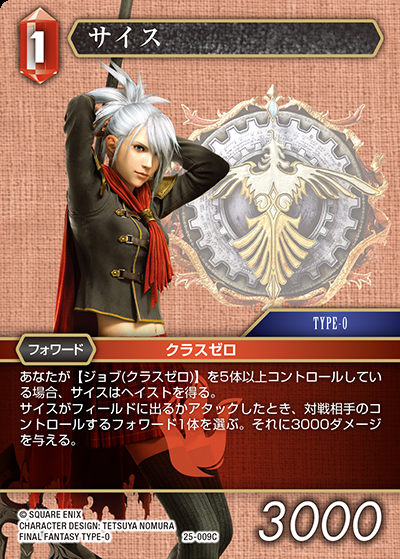 1
サイス
TYPE-0
フォワード
クラスゼロ
あなたが【ジョブ(クラスゼロ)】を5体以上コントロールしてい
る場合、サイスはヘイストを得る。
サイスがフィールドに出るかアタックしたとき、対戦相手のコ
ントロールするフォワード1体を選ぶ。それに3000ダメージ
を与える。
© SQUARE ENIX
CHARACTER DESIGN: TETSUYA NOMURA
FINAL FANTASY TYPE-0
25-009C
3000